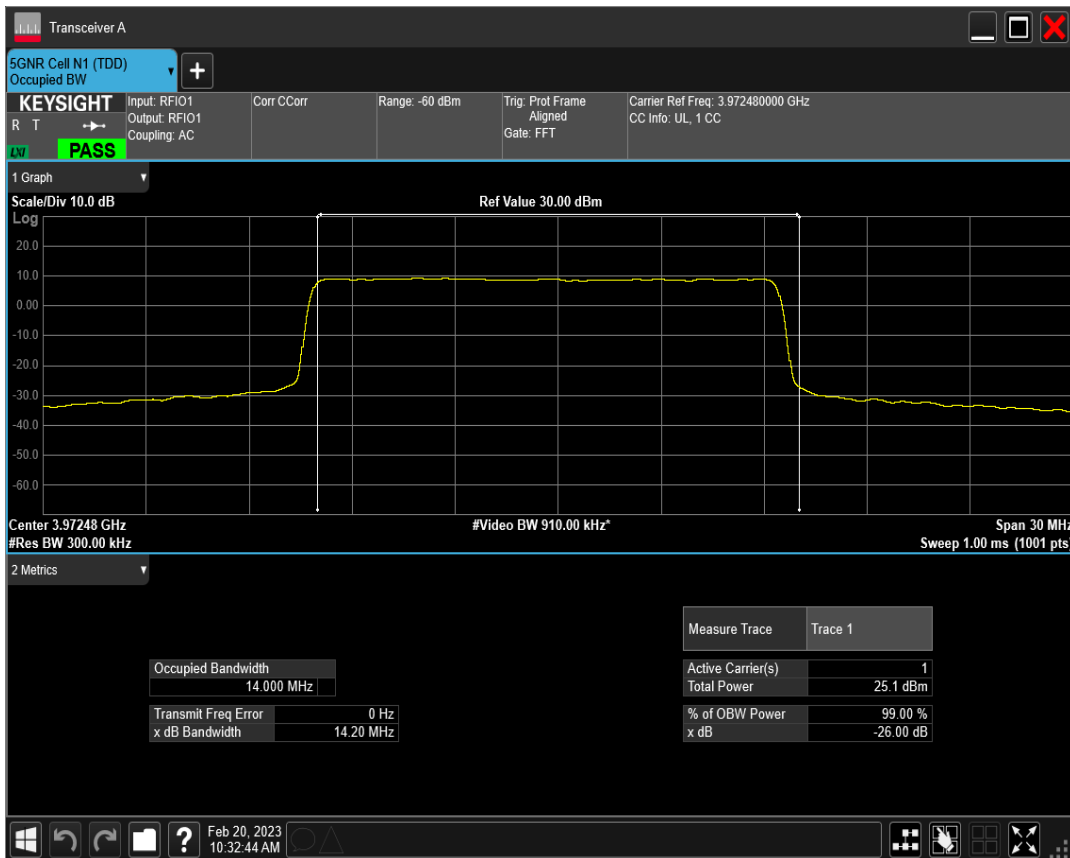 Transceiver A
5GNR Cell N1 (TDD)
Occupied BW
+
KEYSIGHT
R T
LXI
PASS
Input: RFIO1
Output: RFIO1
Coupling: AC
Corr CCorr
Range: -60 dBm
Trig: Prot Frame
Aligned
Gate: FFT
Carrier Ref Freq: 3.972480000 GHz
CC Info: UL, 1 CC
1 Graph
Scale/Div 10.0 dB
Ref Value 30.00 dBm
Log
20.0
10.0
0.00
-10.0
-20.0
-30.0
-40.0
-50.0
-60.0
Center 3.97248 GHz
#Video BW 910.00 kHz*
Span 30 MHz
#Res BW 300.00 kHz
Sweep 1.00 ms (1001 pts)
2 Metrics
Measure Trace Trace 1
Occupied Bandwidth
14.000 MHz
Active Carrier(s) 1
Total Power 25.1 dBm
Transmit Freq Error 0 Hz
x dB Bandwidth 14.20 MHz
% of OBW Power 99.00 %
x dB -26.00 dB
?
Feb 20, 2023
10:32:44 AM